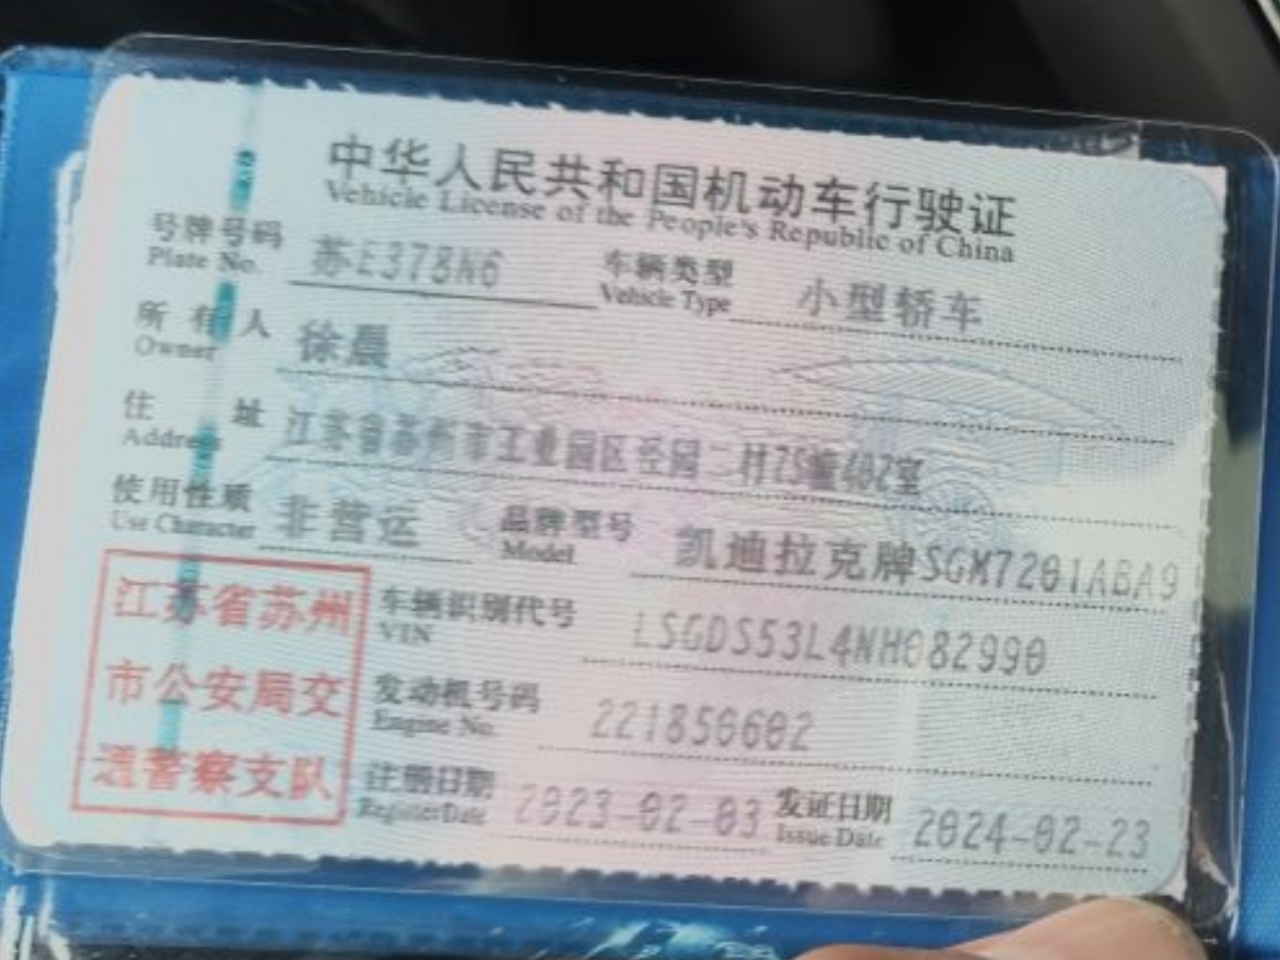 中华人民共和国机动车行驶证
Vehicle License of the People's Republic of China
号牌号码 苏E378N6 车辆类型 小型轿车
Plate No. Vehicle Type
所有人 徐晨
Owner
住址 江苏省苏州市工业园区泾园二村75幢402室
Address
使用性质 非营运 品牌型号 凯迪拉克牌SGM7201ABA9
Use Character Model
江苏省苏州
市公安局交
通警察支队
车辆识别代号 LSGDS53L4NH082990
VIN
发动机号码 221850602
Engine No.
注册日期 2023-02-03 发证日期 2024-02-23
Register Date Issue Date